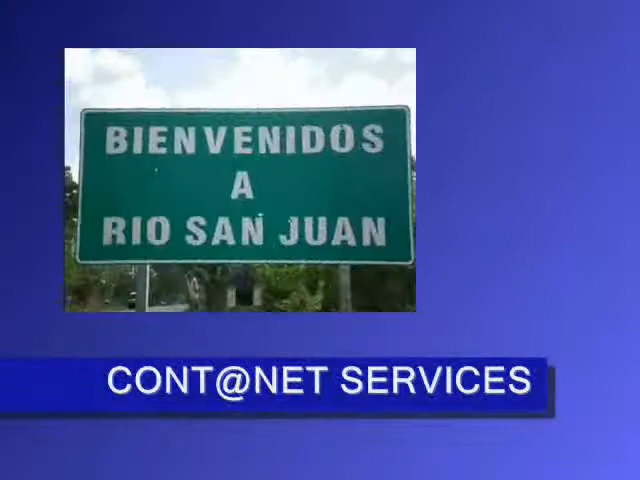 BIENVENIDOS
A
RIO SAN JUAN
CONT@NET SERVICES